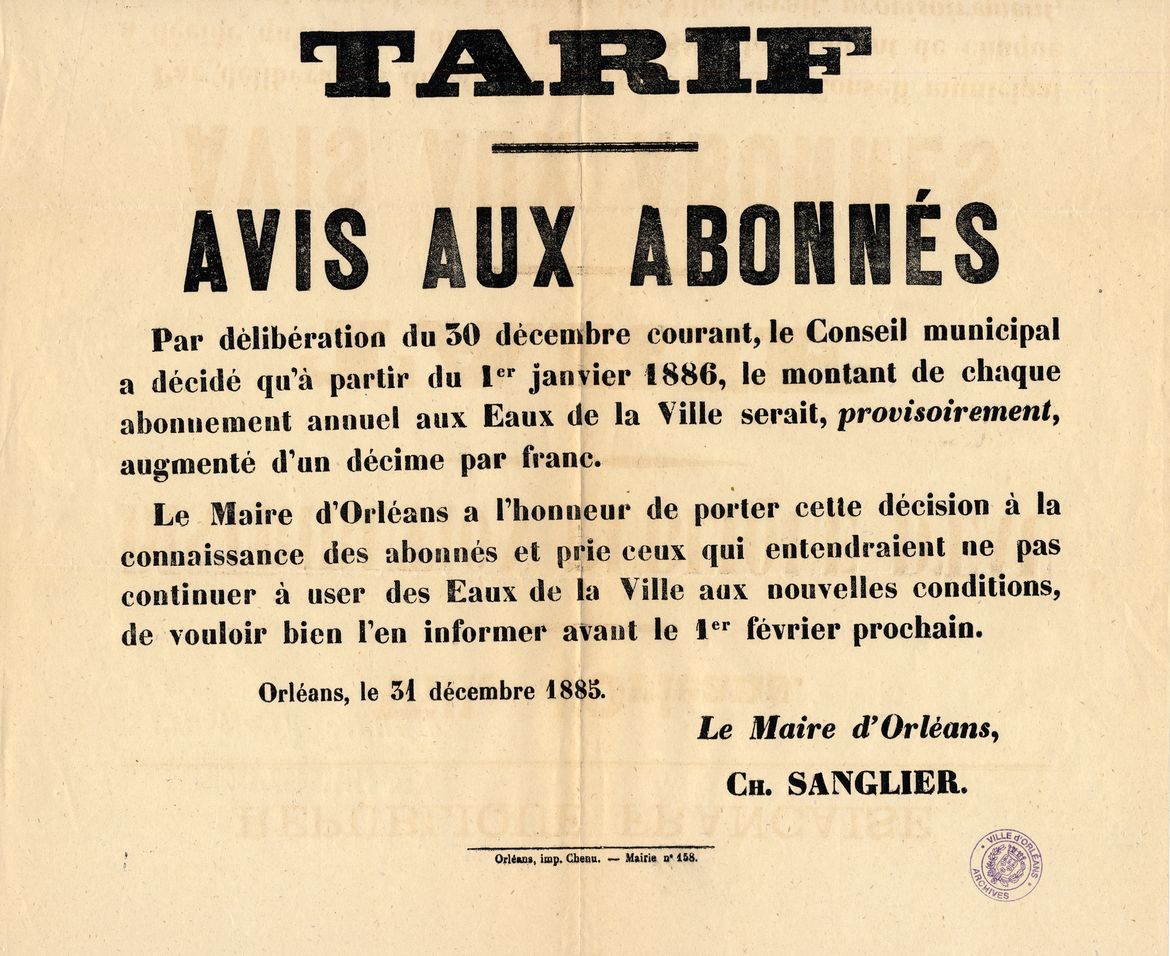 TARIF
AVIS AUX ABONNÉS
Par délibération du 30 décembre courant, le Conseil municipal
a décidé qu'à partir du 1er janvier 1886, le montant de chaque
abonnement annuel aux Eaux de la Ville serait, provisoirement,
augmenté d'un décime par franc.
Le Maire d'Orléans a l'honneur de porter cette décision à la
connaissance des abonnés et prie ceux qui entendraient ne pas
continuer à user des Eaux de la Ville aux nouvelles conditions,
de vouloir bien l'en informer avant le 1er février prochain.
Orléans, le 31 décembre 1885.
Le Maire d'Orléans,
CH. SANGLIER.
Orléans, imp. Chenu. — Mairie n° 158.
VILLE d'ORLÉANS
ARCHIVES